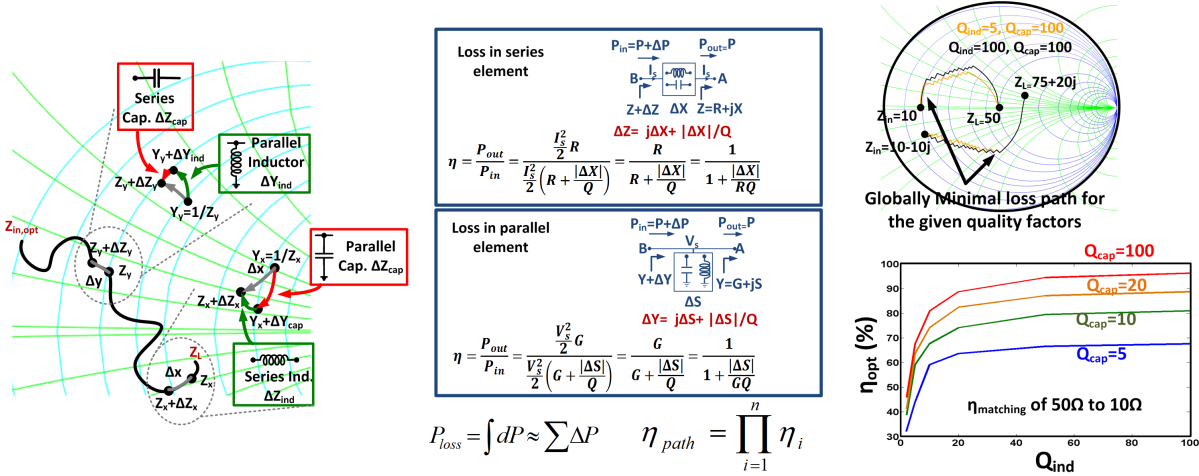 Series
Cap. ΔZcap
Parallel
Inductor
ΔYind
Yy+ΔYind
Zy+ΔZy
Yy=1/Zy
Zin,opt
Zy+ΔZy
Zy
Δy
Yx=1/Zx
Δx
Zx+ΔZx
Yx+ΔYcap
Parallel
Cap. ΔZcap
Series Ind.
ΔZind
ZL
Δx
Zx
Zx+ΔZx
Loss in series
element
Pin=P+ΔP
Pout=P
B
Is
Is
A
Z+ΔZ
ΔX
Z=R+jX
ΔZ= jΔX+ |ΔX|/Q
η = Pout/Pin = (Is²/2 R)/(Is²/2 (R + |ΔX|/Q)) = R/(R + |ΔX|/Q) = 1/(1 + |ΔX|/RQ)
Loss in parallel
element
Pin=P+ΔP
Pout=P
B
Vs
A
Y+ΔY
Y=G+jS
ΔS
ΔY= jΔS+ |ΔS|/Q
η = Pout/Pin = (Vs²/2 G)/(Vs²/2 (G + |ΔS|/Q)) = G/(G + |ΔS|/Q) = 1/(1 + |ΔS|/GQ)
Ploss = ∫dP ≈ ∑ΔP
ηpath = ∏ i=1 n ηi
Qind=5, Qcap=100
Qind=100, Qcap=100
ZL=75+20j
Zin=10
ZL=50
Zin=10-10j
Globally Minimal loss path for
the given quality factors
Qcap=100
Qcap=20
Qcap=10
Qcap=5
ηopt (%)
100
90
80
70
60
50
40
30
ηmatching of 50Ω to 10Ω
0 20 40 60 80 100
Qind